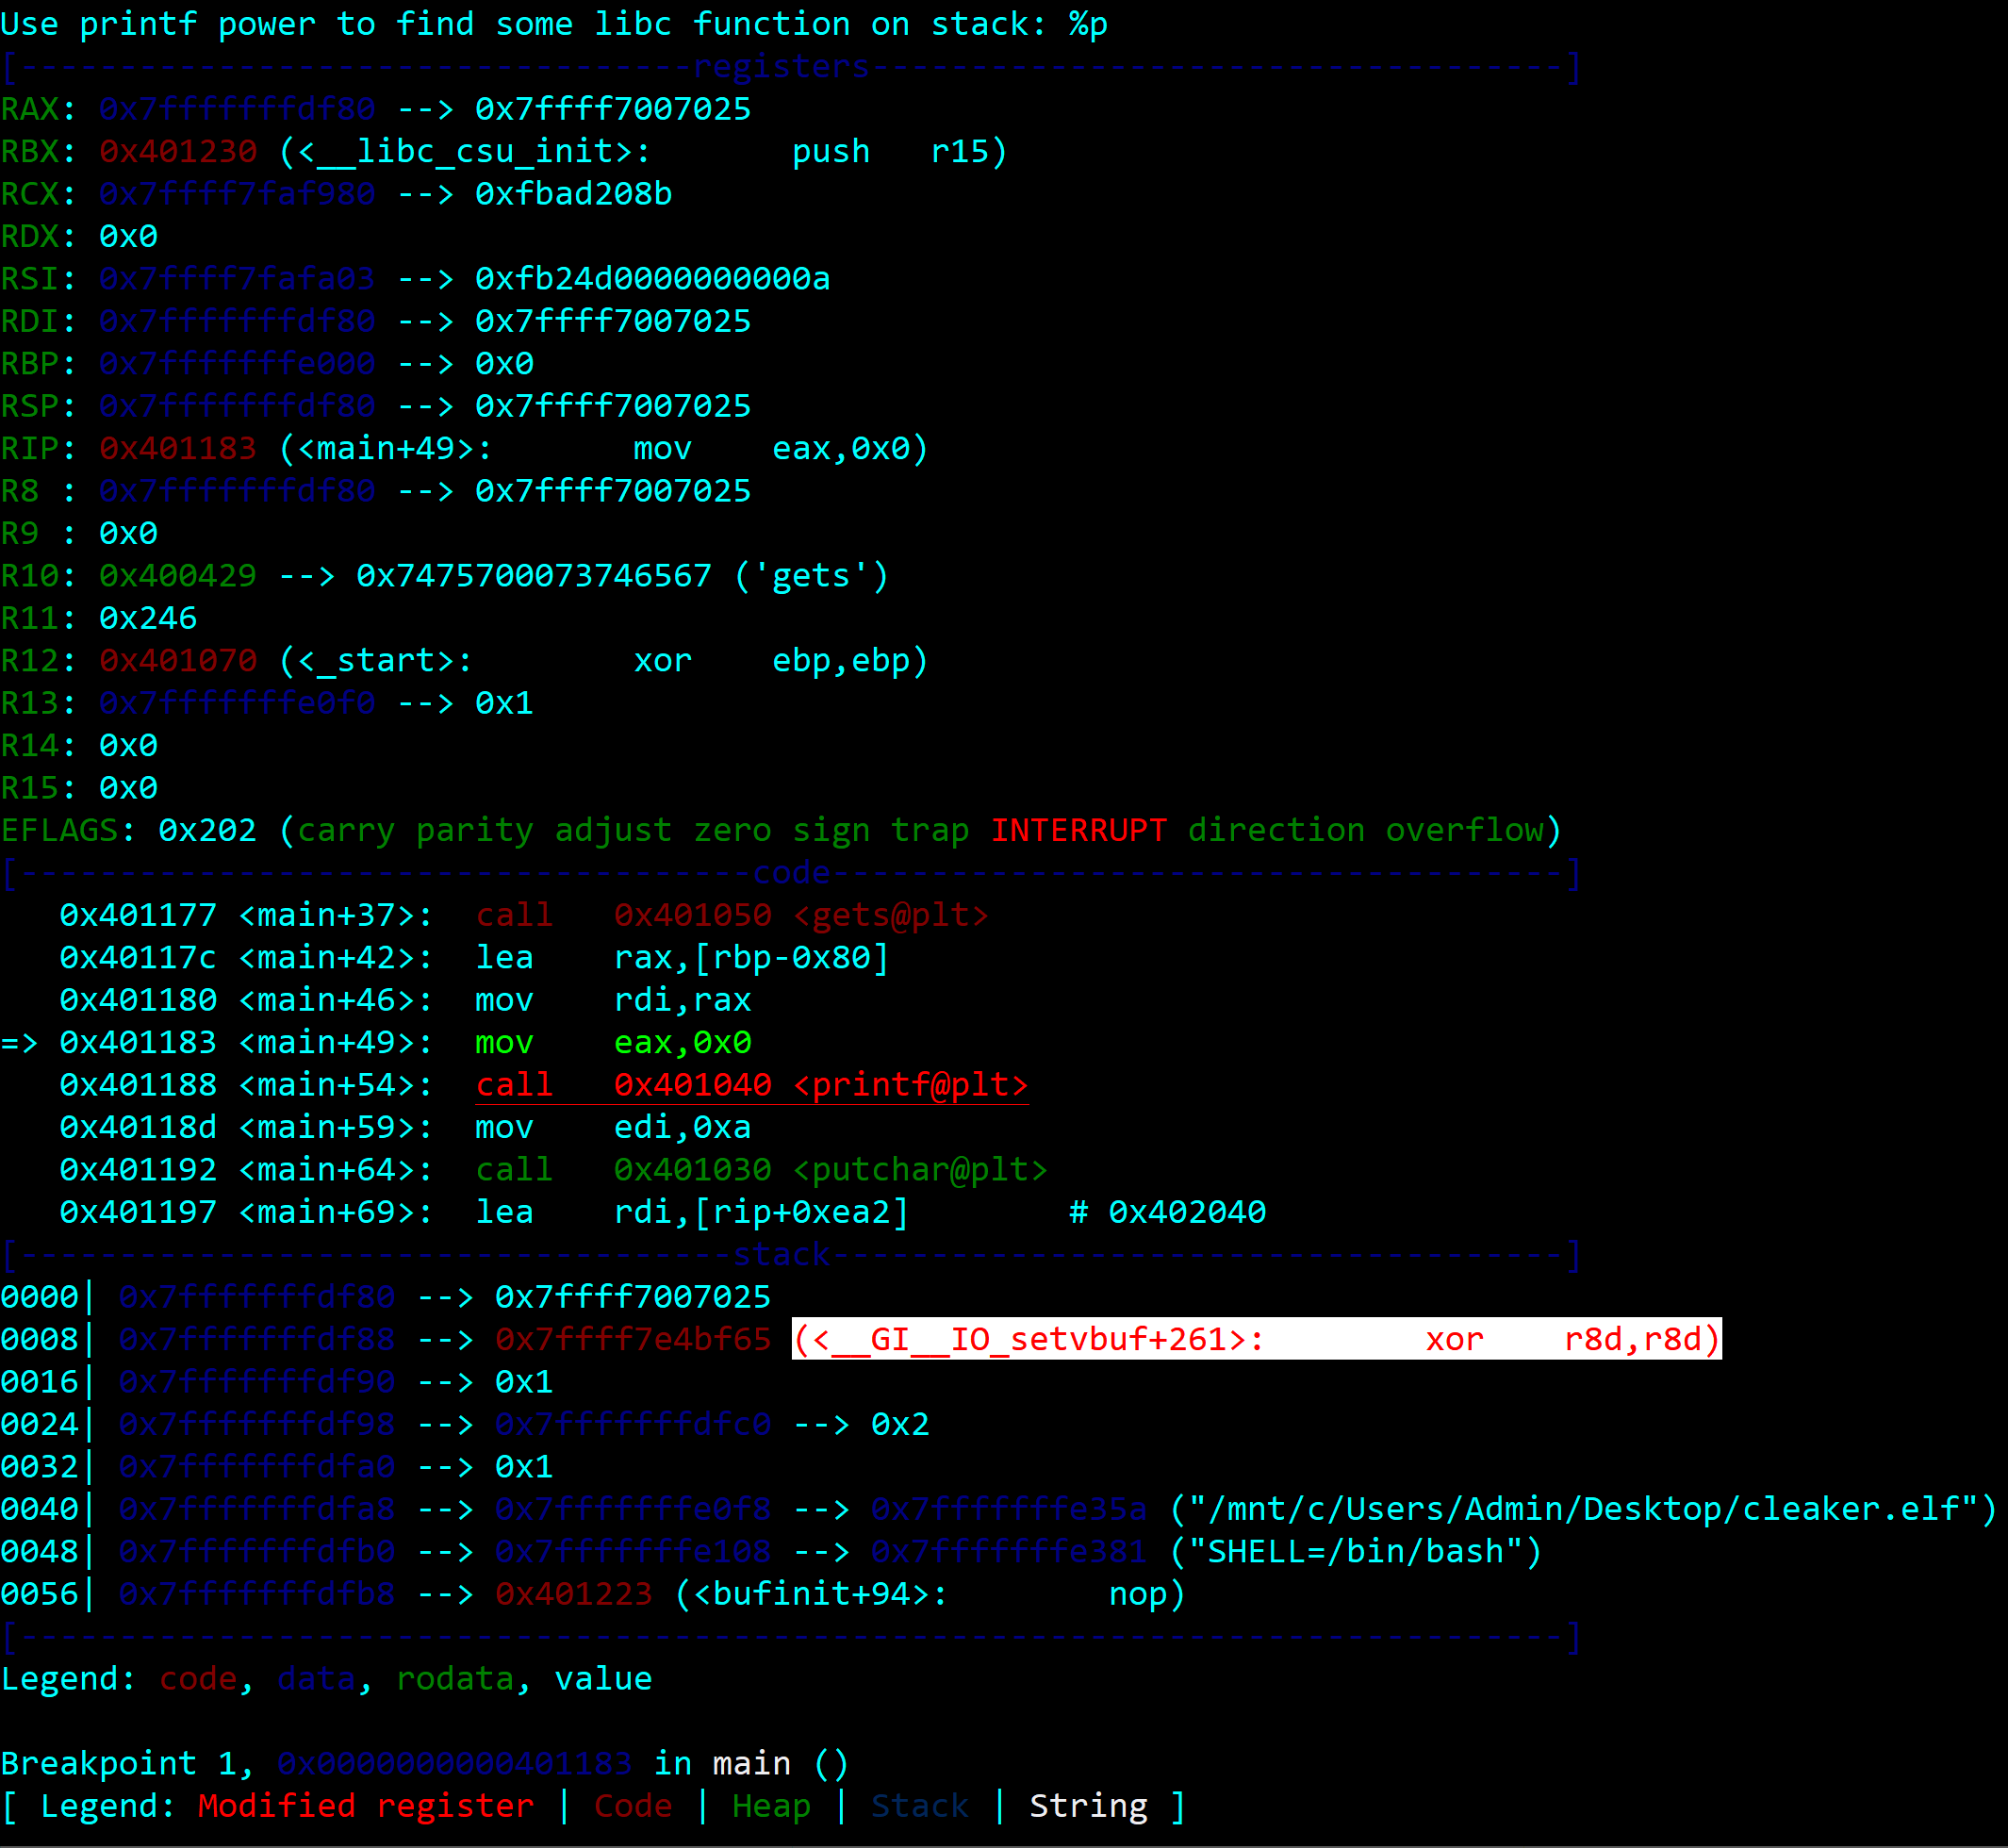 Use printf power to find some libc function on stack: %p
[----------------------------------registers-----------------------------------]
RAX: 0x7fffffffdf80 --> 0x7ffff7007025
RBX: 0x401230 (<__libc_csu_init>:       push   r15)
RCX: 0x7ffff7faf980 --> 0xfbad208b
RDX: 0x0
RSI: 0x7ffff7fafa03 --> 0xfb24d0000000000a
RDI: 0x7fffffffdf80 --> 0x7ffff7007025
RBP: 0x7fffffffe000 --> 0x0
RSP: 0x7fffffffdf80 --> 0x7ffff7007025
RIP: 0x401183 (<main+49>:       mov    eax,0x0)
R8 : 0x7fffffffdf80 --> 0x7ffff7007025
R9 : 0x0
R10: 0x400429 --> 0x7475700073746567 ('gets')
R11: 0x246
R12: 0x401070 (<_start>:        xor    ebp,ebp)
R13: 0x7fffffffe0f0 --> 0x1
R14: 0x0
R15: 0x0
EFLAGS: 0x202 (carry parity adjust zero sign trap INTERRUPT direction overflow)
[-------------------------------------code-------------------------------------]
   0x401177 <main+37>:  call   0x401050 <gets@plt>
   0x40117c <main+42>:  lea    rax,[rbp-0x80]
   0x401180 <main+46>:  mov    rdi,rax
=> 0x401183 <main+49>:  mov    eax,0x0
   0x401188 <main+54>:  call   0x401040 <printf@plt>
   0x40118d <main+59>:  mov    edi,0xa
   0x401192 <main+64>:  call   0x401030 <putchar@plt>
   0x401197 <main+69>:  lea    rdi,[rip+0xea2]        # 0x402040
[------------------------------------stack-------------------------------------]
0000| 0x7fffffffdf80 --> 0x7ffff7007025
0008| 0x7fffffffdf88 --> 0x7ffff7e4bf65 (<__GI__IO_setvbuf+261>:        xor    r8d,r8d)
0016| 0x7fffffffdf90 --> 0x1
0024| 0x7fffffffdf98 --> 0x7fffffffdfc0 --> 0x2
0032| 0x7fffffffdfa0 --> 0x1
0040| 0x7fffffffdfa8 --> 0x7fffffffe0f8 --> 0x7fffffffe35a ("/mnt/c/Users/Admin/Desktop/cleaker.elf")
0048| 0x7fffffffdfb0 --> 0x7fffffffe108 --> 0x7fffffffe381 ("SHELL=/bin/bash")
0056| 0x7fffffffdfb8 --> 0x401223 (<bufinit+94>:        nop)
[------------------------------------------------------------------------------]
Legend: code, data, rodata, value
Breakpoint 1, 0x0000000000401183 in main ()
[ Legend: Modified register | Code | Heap | Stack | String ]